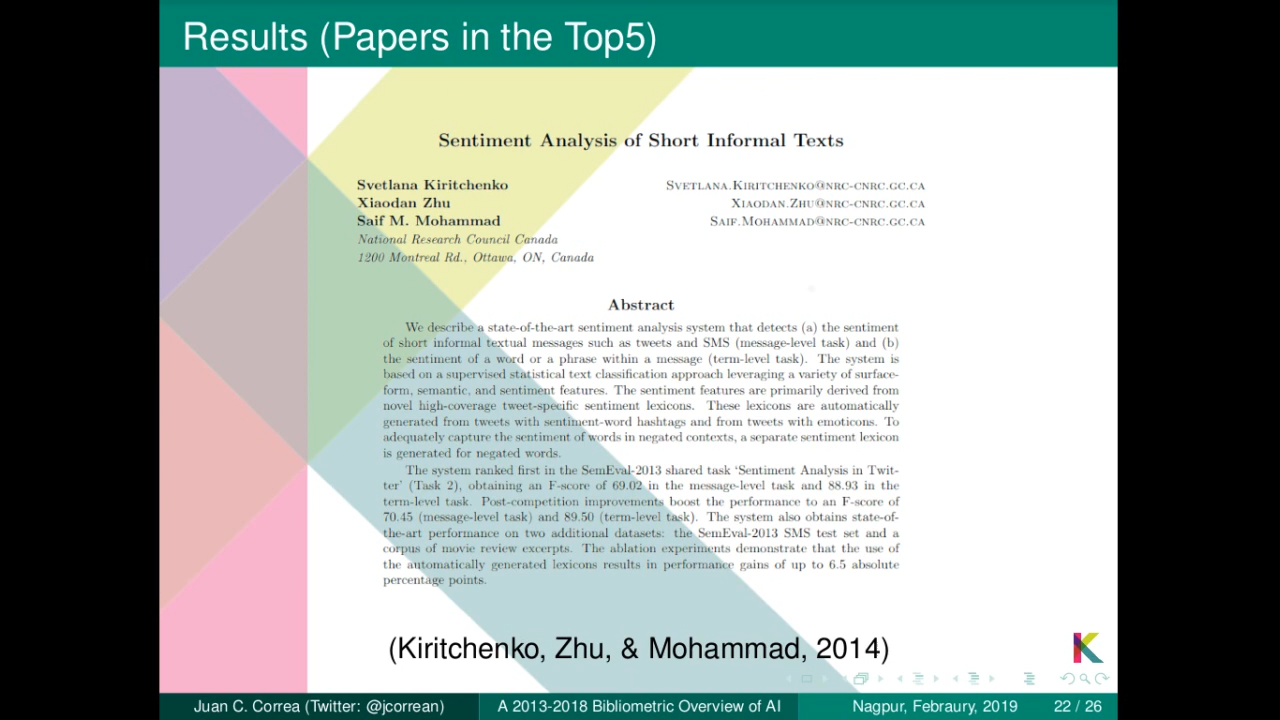 Results (Papers in the Top5)
Sentiment Analysis of Short Informal Texts
Svetlana Kiritchenko SVETLANA.KIRITCHENKO@NRC-CNRC.GC.CA
Xiaodan Zhu XIAODAN.ZHU@NRC-CNRC.GC.CA
Saif M. Mohammad SAIF.MOHAMMAD@NRC-CNRC.GC.CA
National Research Council Canada
1200 Montreal Rd., Ottawa, ON, Canada
Abstract
We describe a state-of-the-art sentiment analysis system that detects (a) the sentiment
of short informal textual messages such as tweets and SMS (message-level task) and (b)
the sentiment of a word or a phrase within a message (term-level task). The system is
based on a supervised statistical text classification approach leveraging a variety of surface-
form, semantic, and sentiment features. The sentiment features are primarily derived from
novel high-coverage tweet-specific sentiment lexicons. These lexicons are automatically
generated from tweets with sentiment-word hashtags and from tweets with emoticons. To
adequately capture the sentiment of words in negated contexts, a separate sentiment lexicon
is generated for negated words.
The system ranked first in the SemEval-2013 shared task ‘Sentiment Analysis in Twit-
ter’ (Task 2), obtaining an F-score of 69.02 in the message-level task and 88.93 in the
term-level task. Post-competition improvements boost the performance to an F-score of
70.45 (message-level task) and 89.50 (term-level task). The system also obtains state-of-
the-art performance on two additional datasets: the SemEval-2013 SMS test set and a
corpus of movie review excerpts. The ablation experiments demonstrate that the use of
the automatically generated lexicons results in performance gains of up to 6.5 absolute
percentage points.
(Kiritchenko, Zhu, & Mohammad, 2014)
K
Juan C. Correa (Twitter: @jcorrean) A 2013-2018 Bibliometric Overview of AI Nagpur, Febraury, 2019 22 / 26